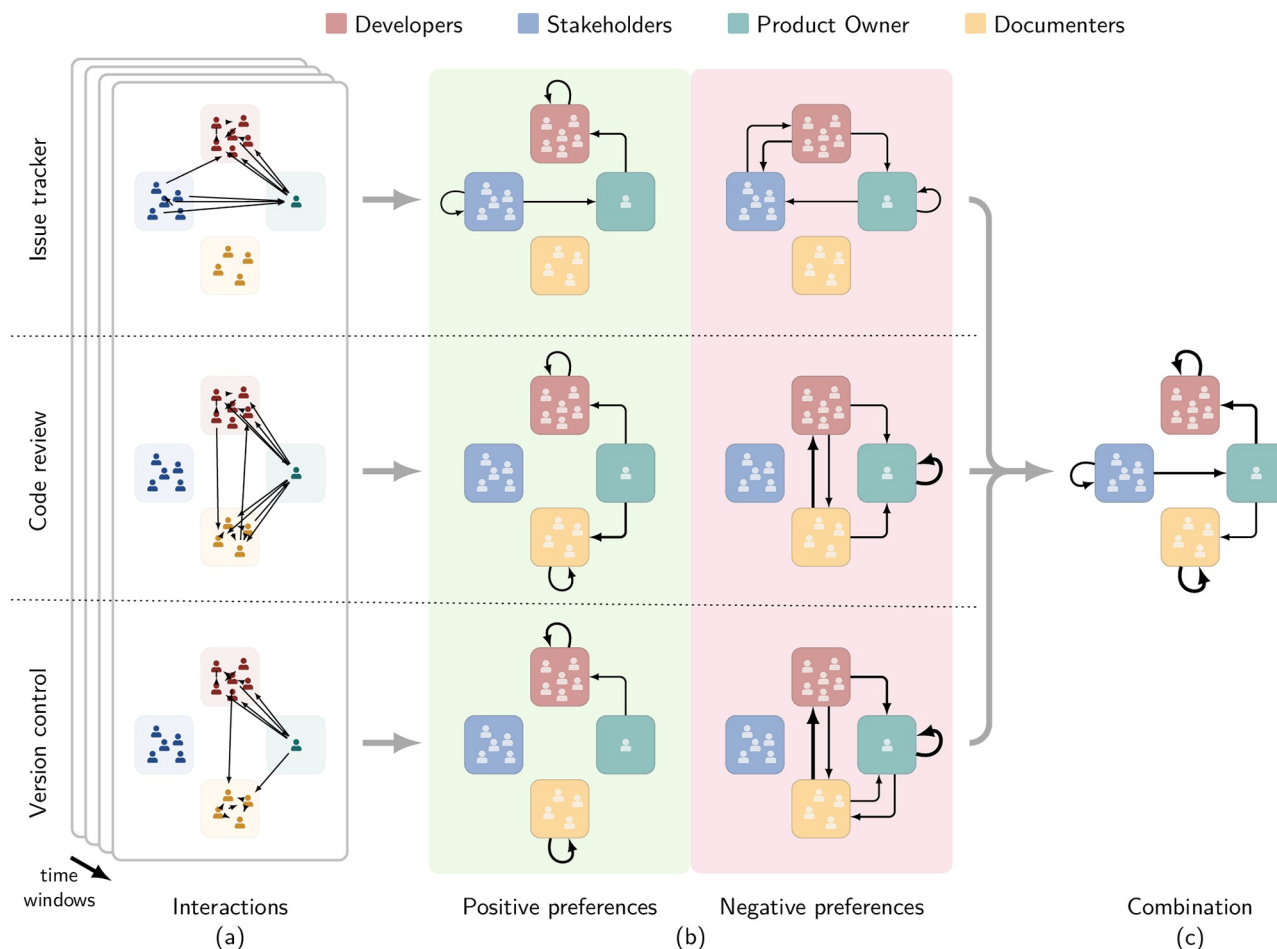 Developers Stakeholders Product Owner Documenters
Issue tracker
Code review
Version control
time
windows
Interactions Positive preferences Negative preferences Combination
(a) (b) (c)